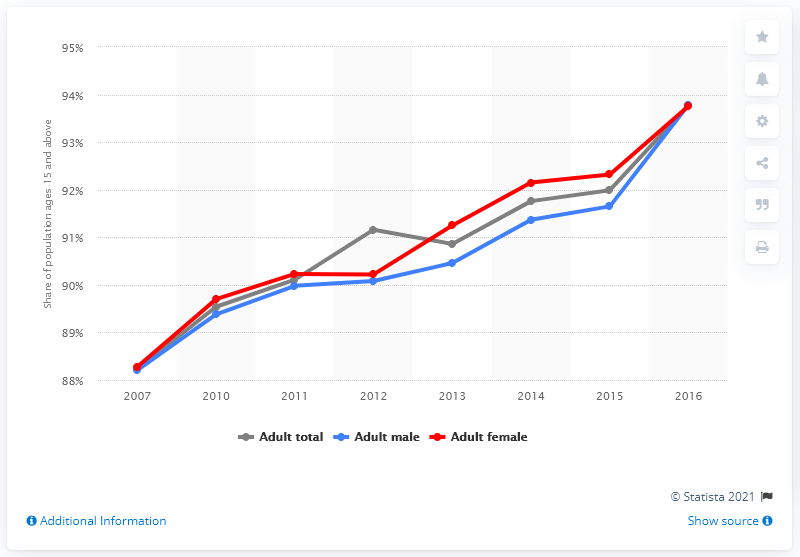 95%
94%
93%
92%
91%
90%
89%
88%
Share of population ages 15 and above
2007 2010 2011 2012 2013 2014 2015 2016
Adult total Adult male Adult female
© Statista 2021
Additional Information Show source